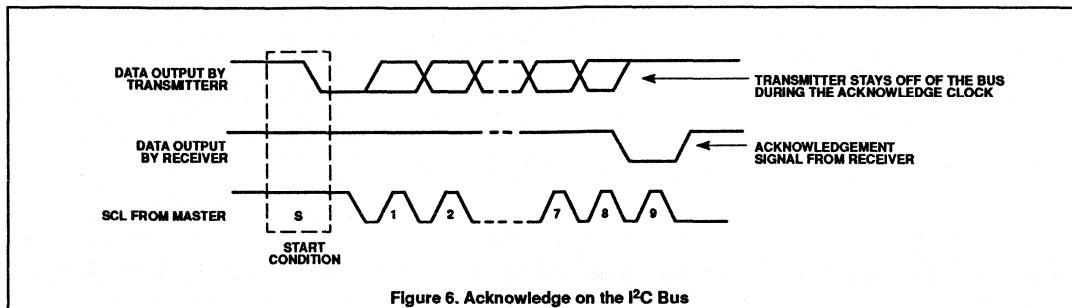 DATA OUTPUT BY
TRANSMITTERR
TRANSMITTER STAYS OFF OF THE BUS
DURING THE ACKNOWLEDGE CLOCK
DATA OUTPUT
BY RECEIVER
ACKNOWLEDGEMENT
SIGNAL FROM RECEIVER
SCL FROM MASTER
S
1
2
7
8
9
START
CONDITION
Figure 6. Acknowledge on the I²C Bus